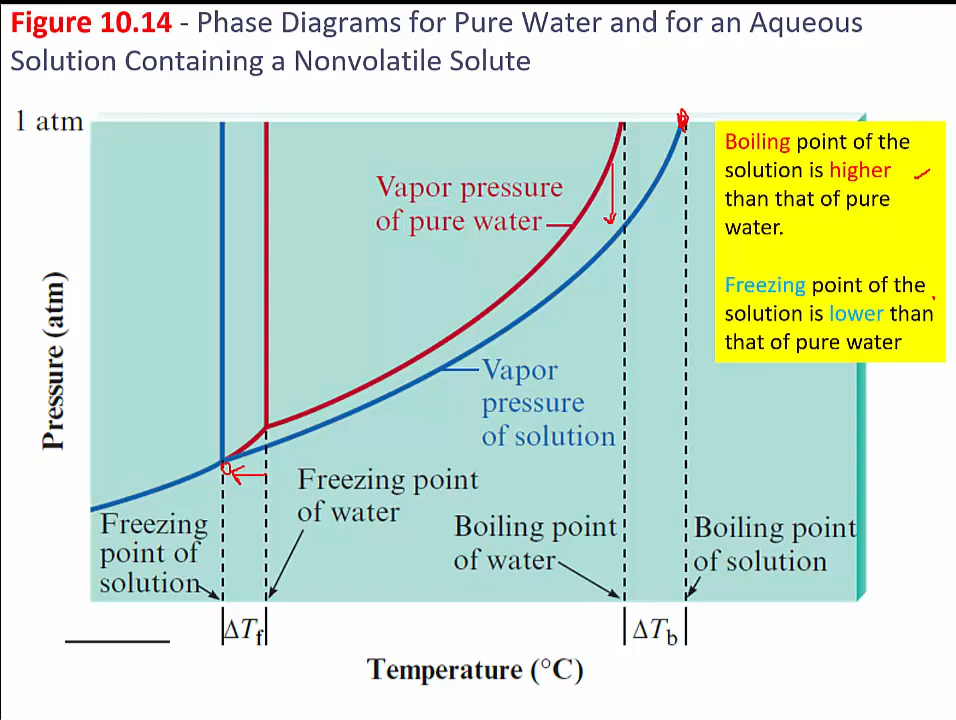 Figure 10.14 - Phase Diagrams for Pure Water and for an Aqueous
Solution Containing a Nonvolatile Solute
1 atm
Vapor pressure
of pure water
Boiling point of the
solution is higher
than that of pure
water.
Freezing point of the
solution is lower than
that of pure water
Pressure (atm)
Vapor
pressure
of solution
Freezing point
of water
Freezing
point of
solution
Boiling point
of water
Boiling point
of solution
ΔTf
ΔTb
Temperature (°C)